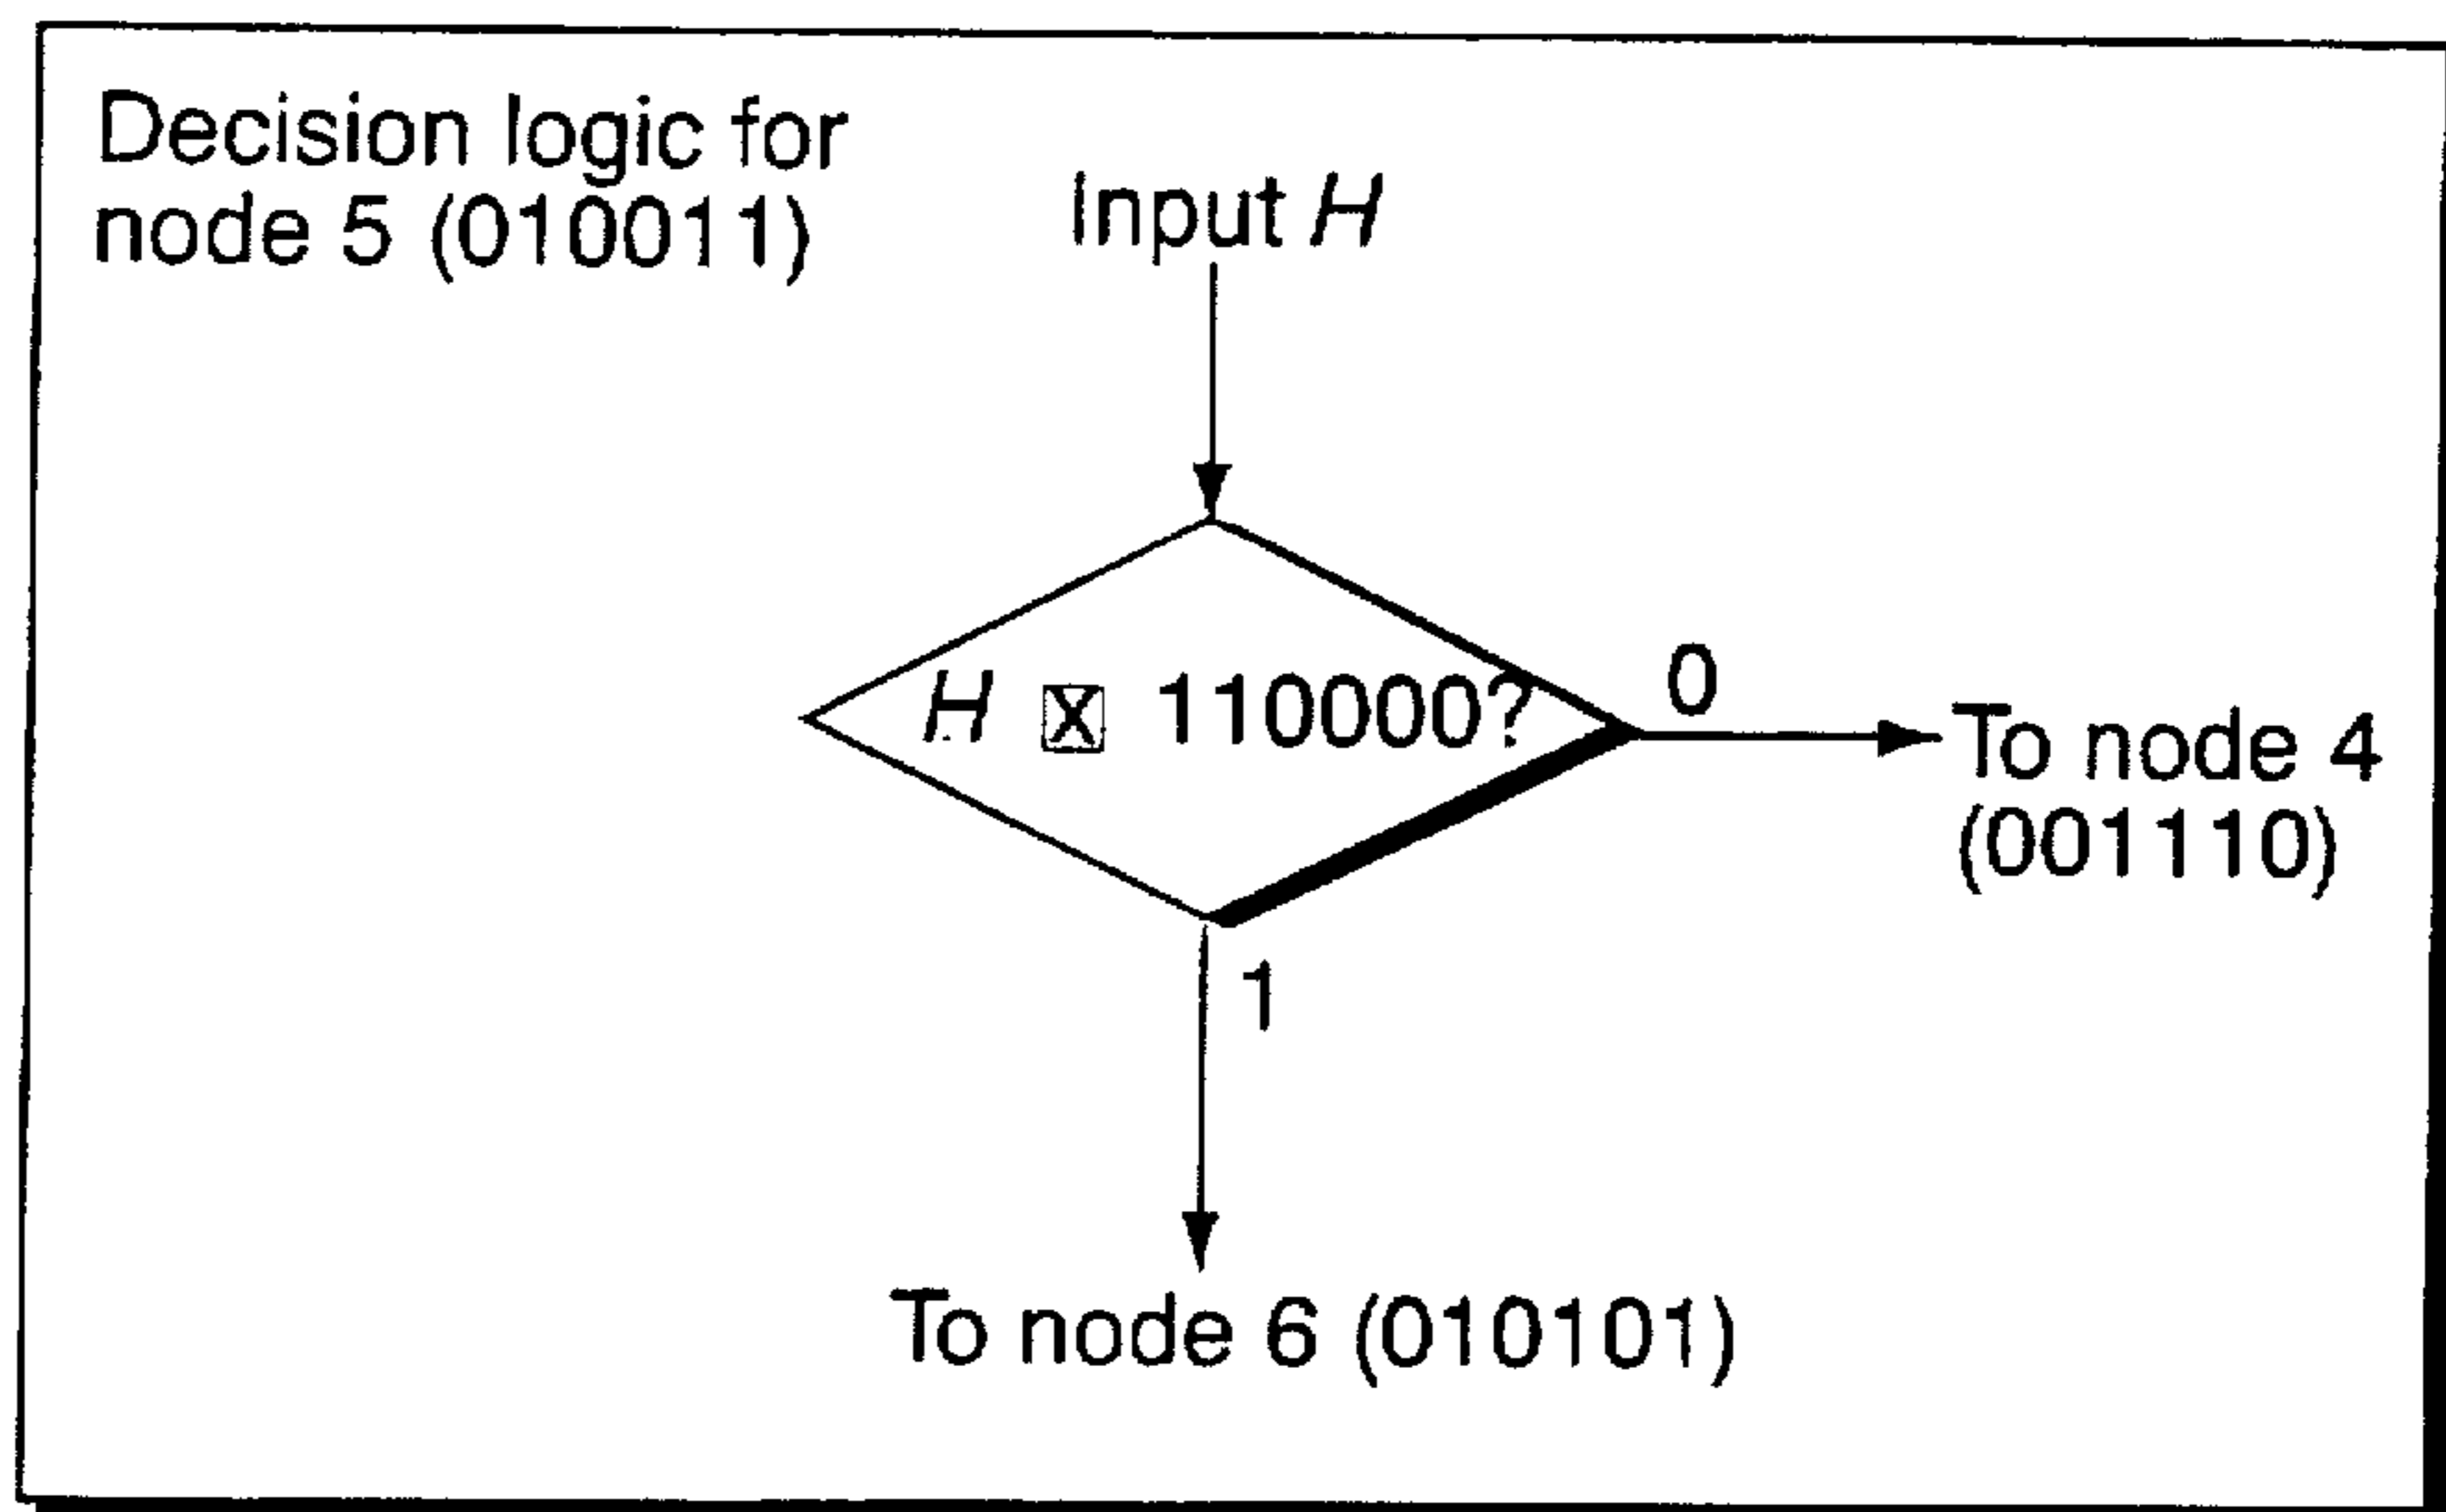 Decision logic for
node 5 (010011)
Input H
H X 110000?
0
To node 4
(001110)
1
To node 6 (010101)